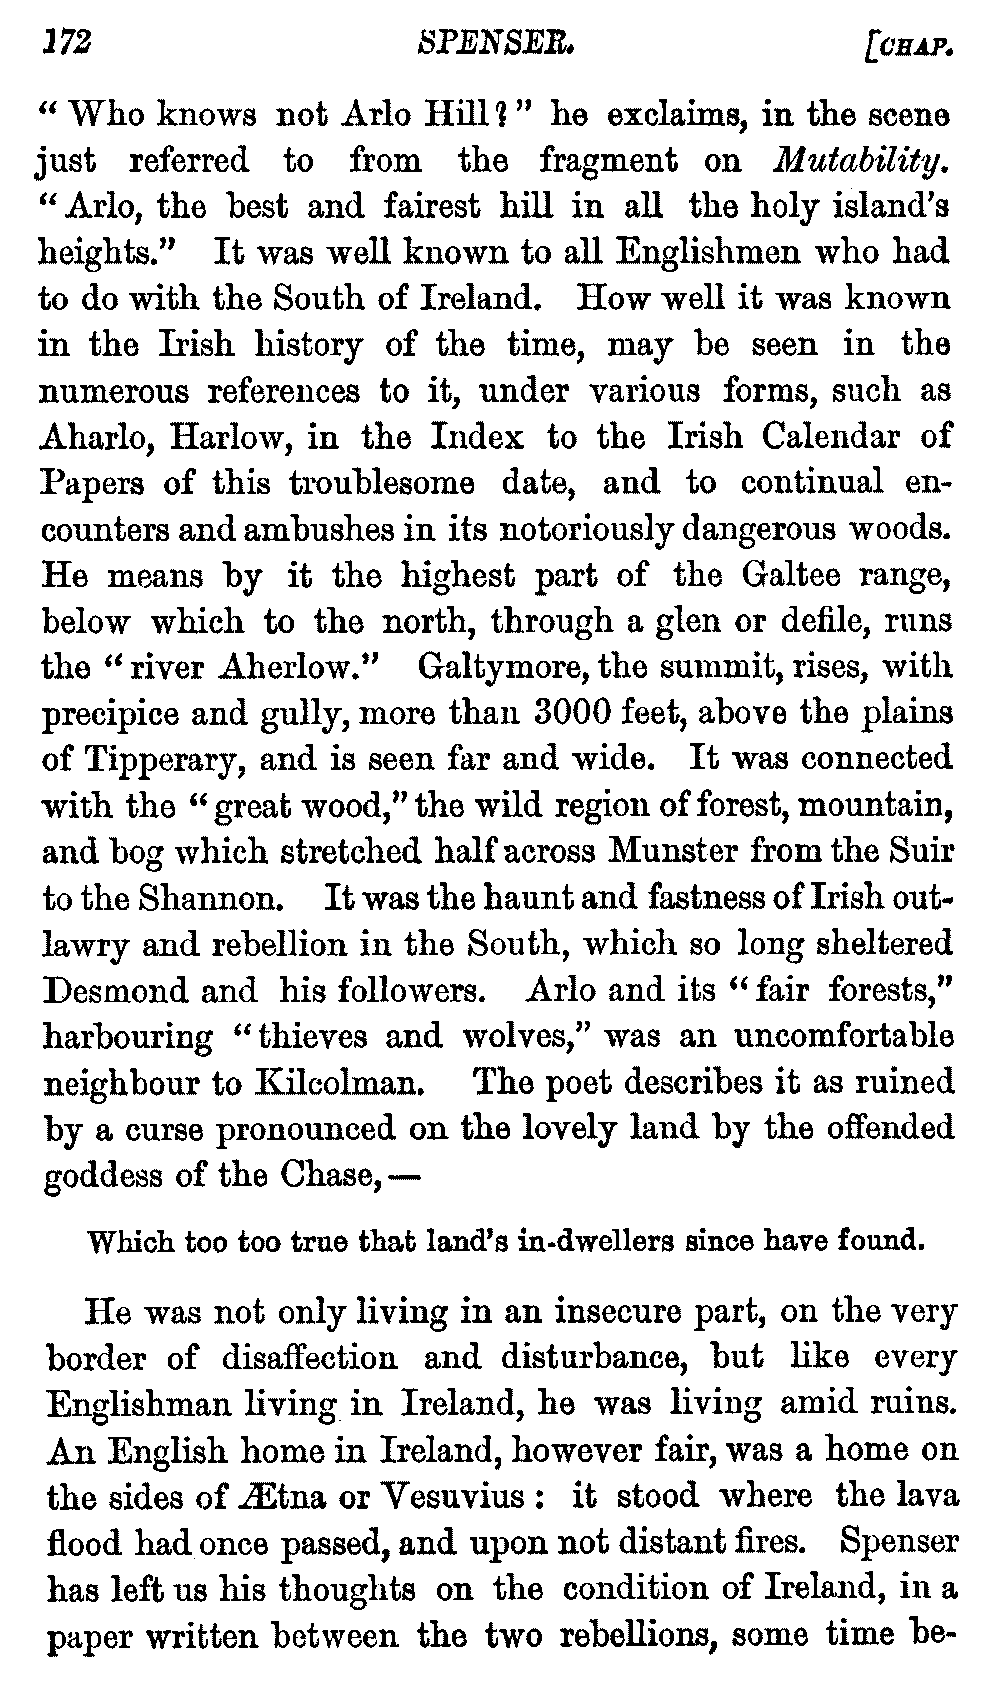 172 SPENSER. [CHAP.
“ Who knows not Arlo Hill? ” he exclaims, in the scene
just referred to from the fragment on Mutability.
“ Arlo, the best and fairest hill in all the holy island’s
heights.” It was well known to all Englishmen who had
to do with the South of Ireland. How well it was known
in the Irish history of the time, may be seen in the
numerous references to it, under various forms, such as
Aharlo, Harlow, in the Index to the Irish Calendar of
Papers of this troublesome date, and to continual en-
counters and ambushes in its notoriously dangerous woods.
He means by it the highest part of the Galtee range,
below which to the north, through a glen or defile, runs
the “ river Aherlow.” Galtymore, the summit, rises, with
precipice and gully, more than 3000 feet, above the plains
of Tipperary, and is seen far and wide. It was connected
with the “ great wood,” the wild region of forest, mountain,
and bog which stretched half across Munster from the Suir
to the Shannon. It was the haunt and fastness of Irish out-
lawry and rebellion in the South, which so long sheltered
Desmond and his followers. Arlo and its “ fair forests,”
harbouring “ thieves and wolves,” was an uncomfortable
neighbour to Kilcolman. The poet describes it as ruined
by a curse pronounced on the lovely land by the offended
goddess of the Chase,—
Which too too true that land’s in-dwellers since have found.
He was not only living in an insecure part, on the very
border of disaffection and disturbance, but like every
Englishman living in Ireland, he was living amid ruins.
An English home in Ireland, however fair, was a home on
the sides of Ætna or Vesuvius : it stood where the lava
flood had once passed, and upon not distant fires. Spenser
has left us his thoughts on the condition of Ireland, in a
paper written between the two rebellions, some time be-